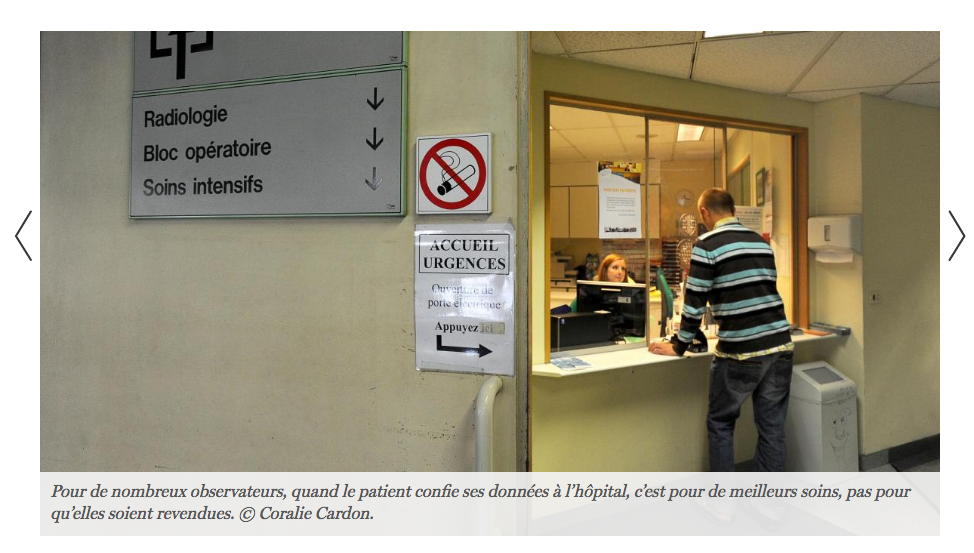 Radiologie
Bloc opératoire
Soins intensifs
ACCUEIL
URGENCES
Ouverture de
porte électrique
Appuyez ici
Pour de nombreux observateurs, quand le patient confie ses données à l'hôpital, c'est pour de meilleurs soins, pas pour
qu'elles soient revendues. © Coralie Cardon.